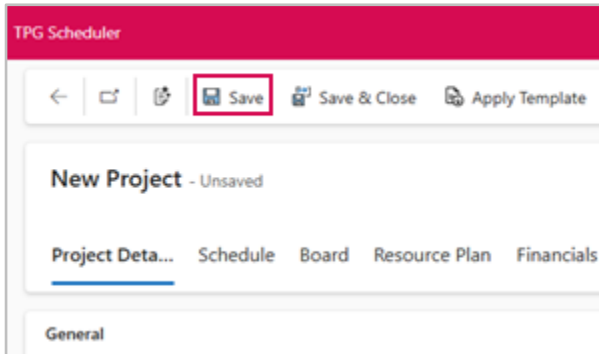 TPG Scheduler
Save Save & Close Apply Template
New Project - Unsaved
Project Deta... Schedule Board Resource Plan Financials
General